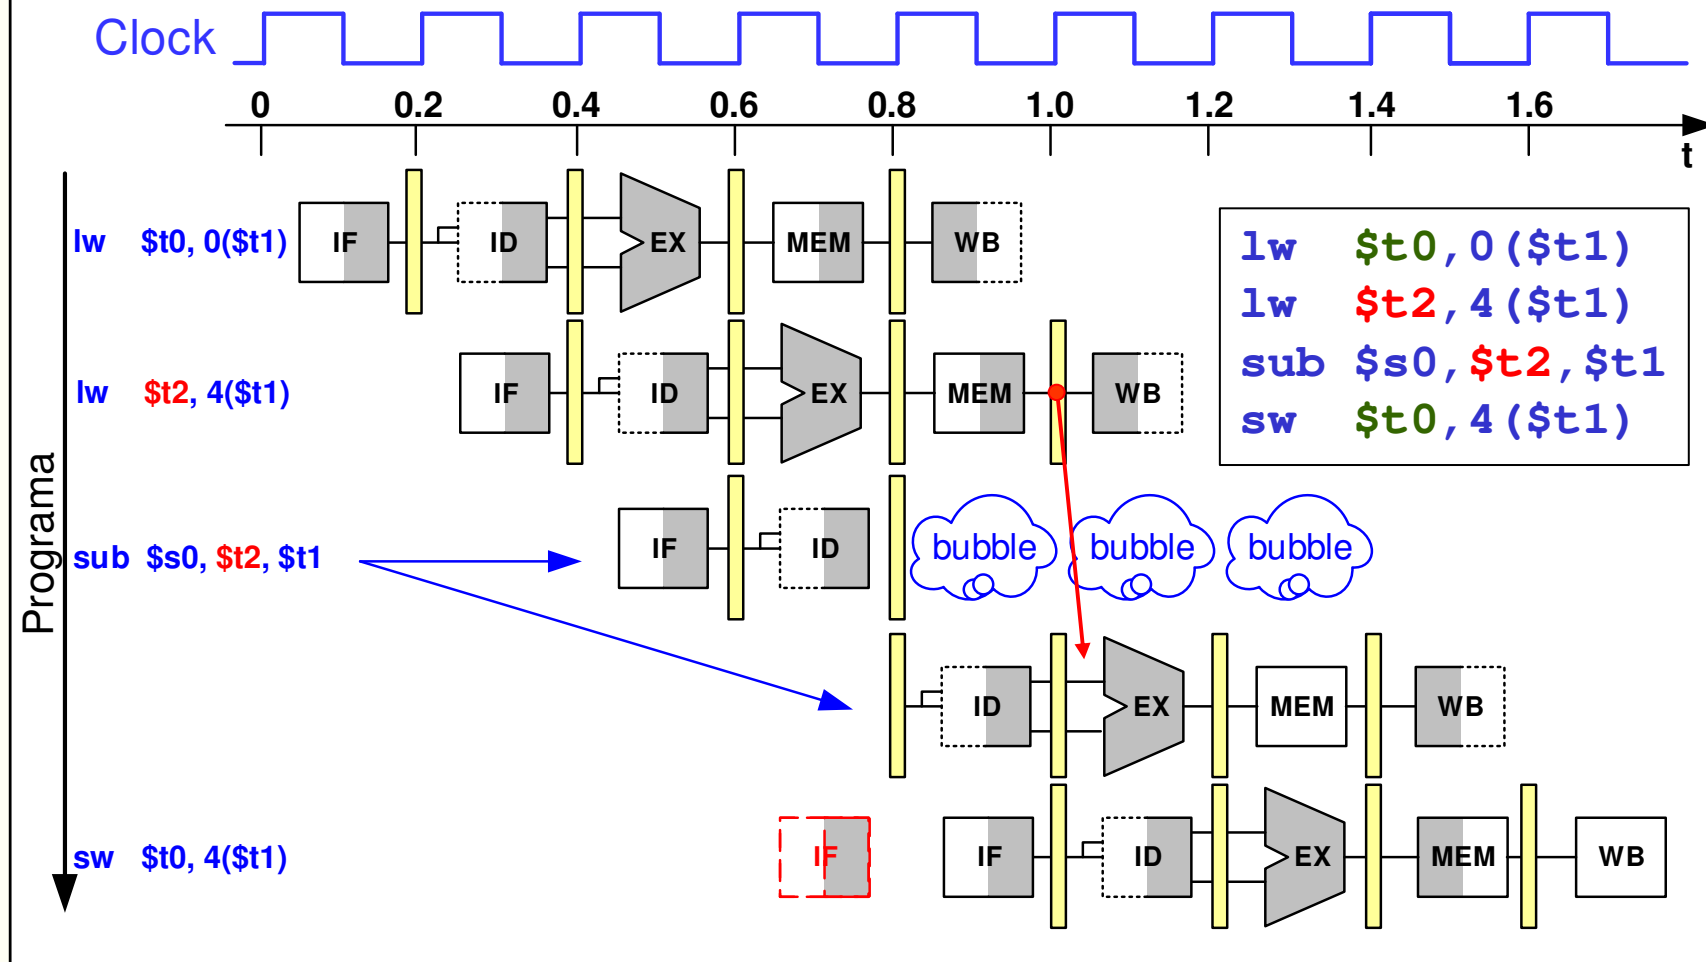 Clock
0 0.2 0.4 0.6 0.8 1.0 1.2 1.4 1.6
t
Programa
lw $t0, 0($t1) IF ID EX MEM WB
lw $t2, 4($t1) IF ID EX MEM WB
lw $t0,0($t1)
lw $t2,4($t1)
sub $s0,$t2,$t1
sw $t0,4($t1)
sub $s0, $t2, $t1 IF ID bubble bubble bubble
ID EX MEM WB
sw $t0, 4($t1) IF IF ID EX MEM WB